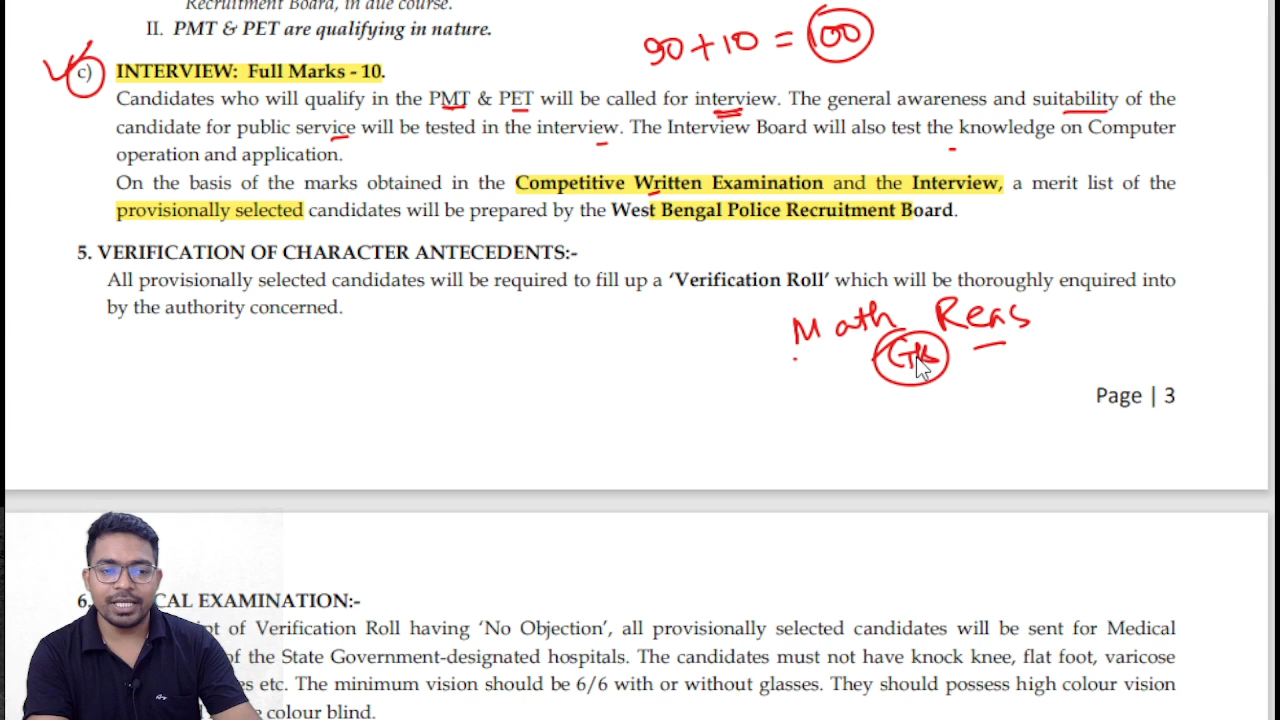 Recruitment Board, in due course.
II. PMT & PET are qualifying in nature.
90 + 10 = 100
c) INTERVIEW: Full Marks - 10.
Candidates who will qualify in the PMT & PET will be called for interview. The general awareness and suitability of the
candidate for public service will be tested in the interview. The Interview Board will also test the knowledge on Computer
operation and application.
On the basis of the marks obtained in the Competitive Written Examination and the Interview, a merit list of the
provisionally selected candidates will be prepared by the West Bengal Police Recruitment Board.
5. VERIFICATION OF CHARACTER ANTECEDENTS:-
All provisionally selected candidates will be required to fill up a ‘Verification Roll’ which will be thoroughly enquired into
by the authority concerned.
Math Reas
GK
Page | 3
6. CAL EXAMINATION:-
pt of Verification Roll having ‘No Objection’, all provisionally selected candidates will be sent for Medical
of the State Government-designated hospitals. The candidates must not have knock knee, flat foot, varicose
s etc. The minimum vision should be 6/6 with or without glasses. They should possess high colour vision
colour blind.